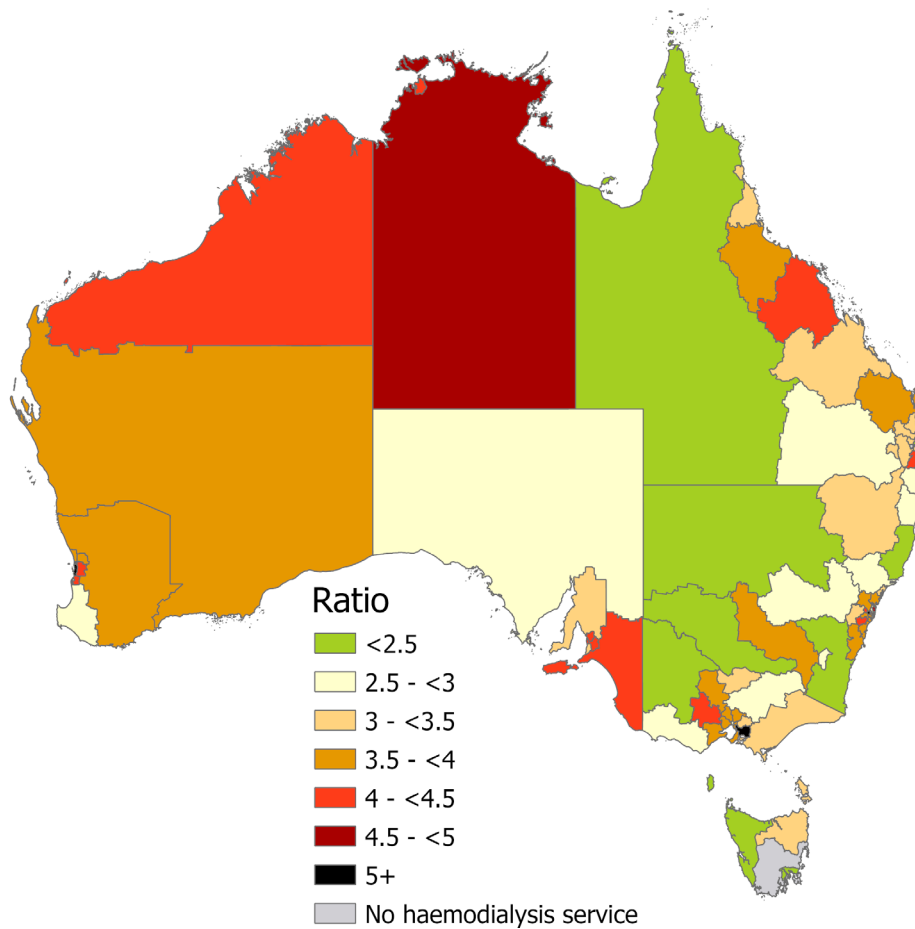 Ratio
<2.5
2.5 - <3
3 - <3.5
3.5 - <4
4 - <4.5
4.5 - <5
5+
No haemodialysis service